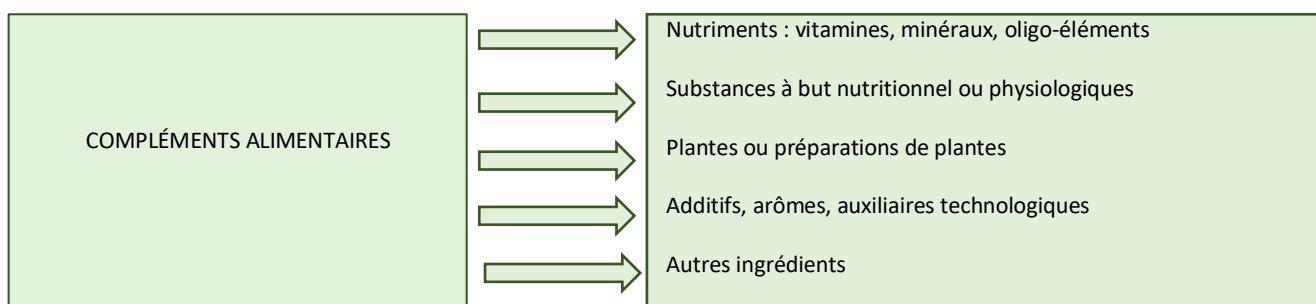 COMPLÉMENTS ALIMENTAIRES
Nutriments : vitamines, minéraux, oligo-éléments
Substances à but nutritionnel ou physiologiques
Plantes ou préparations de plantes
Additifs, arômes, auxiliaires technologiques
Autres ingrédients